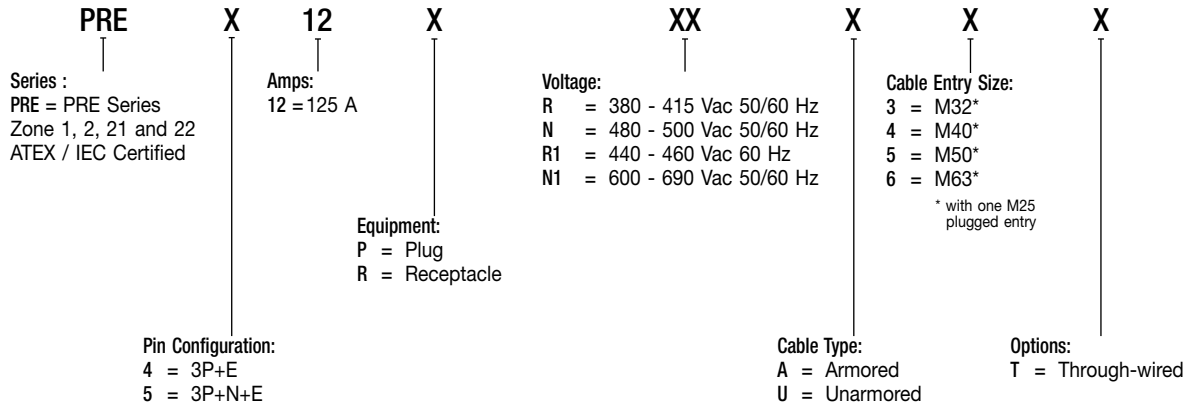 PRE X 12 X XX X X X
Series :
PRE = PRE Series
Zone 1, 2, 21 and 22
ATEX / IEC Certified
Amps:
12 = 125 A
Voltage:
R = 380 - 415 Vac 50/60 Hz
N = 480 - 500 Vac 50/60 Hz
R1 = 440 - 460 Vac 60 Hz
N1 = 600 - 690 Vac 50/60 Hz
Cable Entry Size:
3 = M32*
4 = M40*
5 = M50*
6 = M63*
* with one M25
plugged entry
Equipment:
P = Plug
R = Receptacle
Pin Configuration:
4 = 3P+E
5 = 3P+N+E
Cable Type:
A = Armored
U = Unarmored
Options:
T = Through-wired